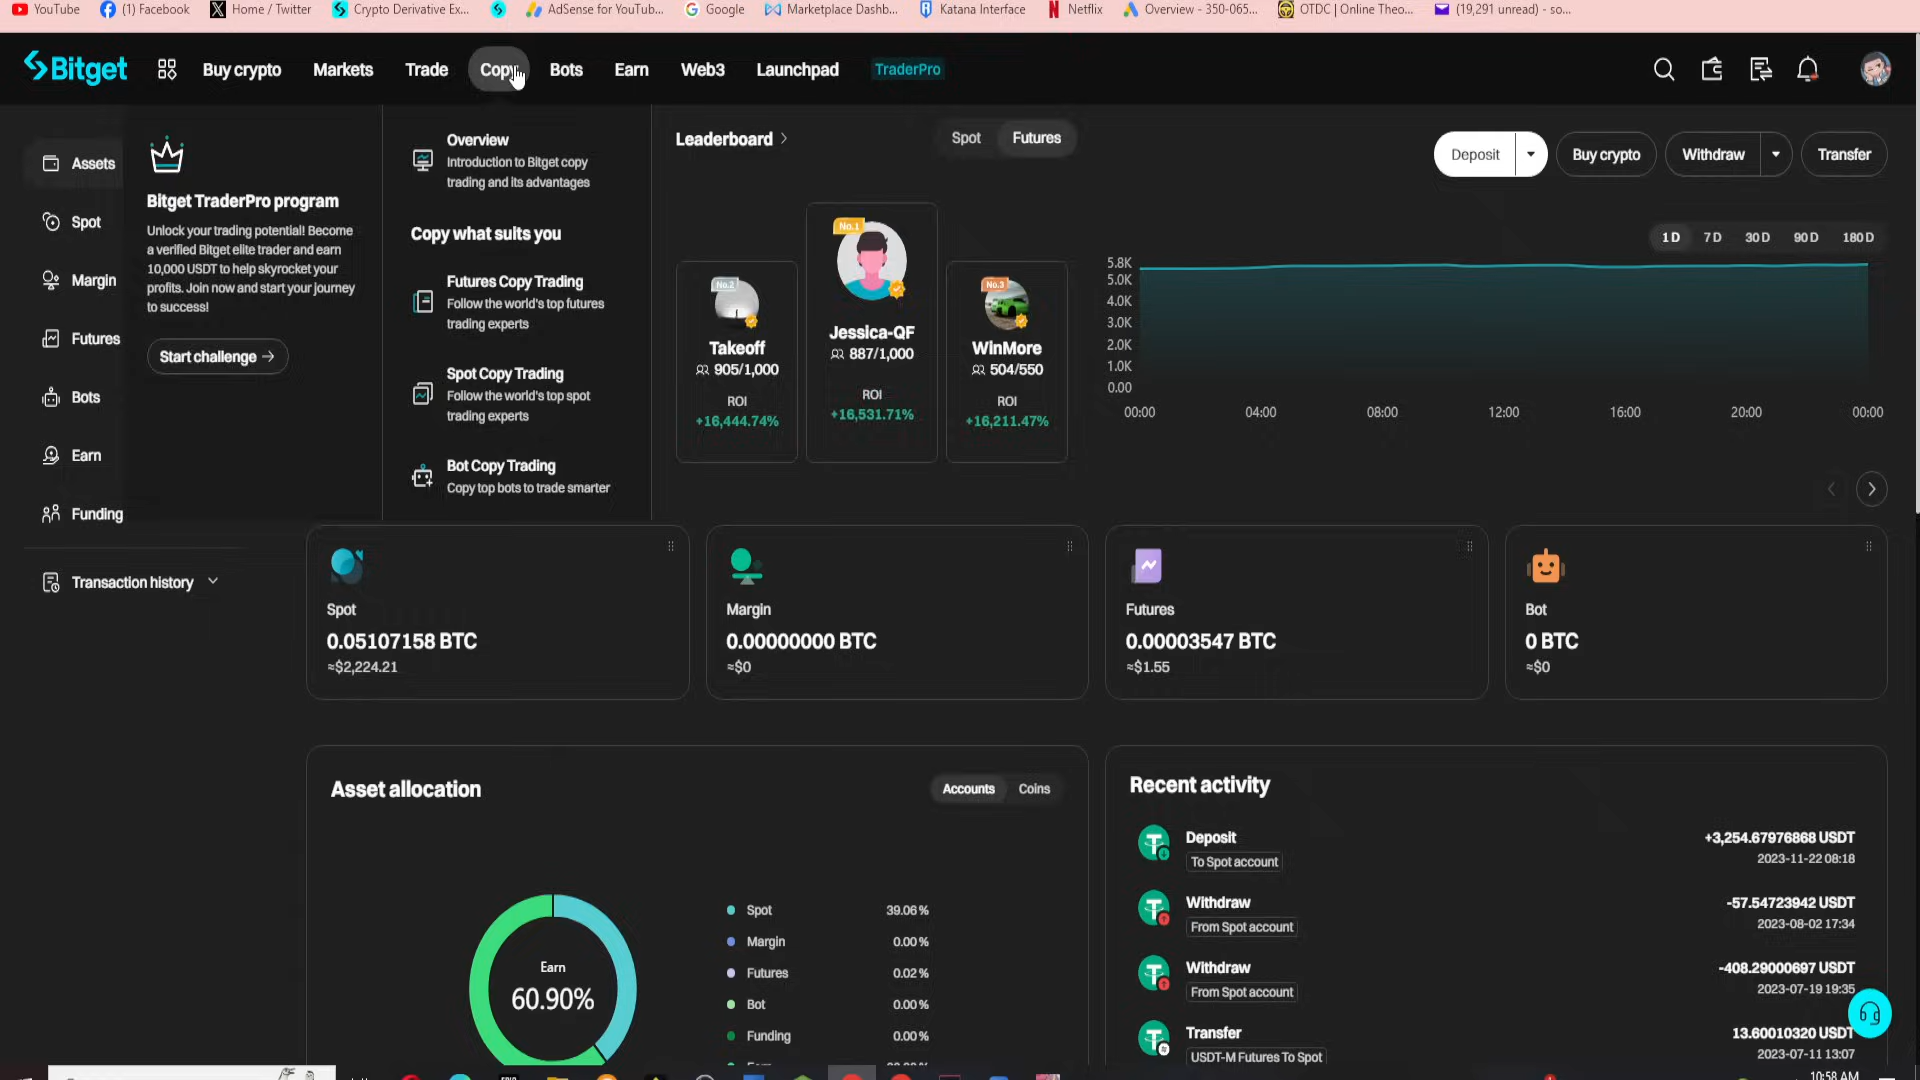 YouTube (1) Facebook Home / Twitter Crypto Derivative Ex... AdSense for YouTub... Google Marketplace Dashb... Katana Interface Netflix Overview - 350-065... OTDC | Online Theo... (19,291 unread) - so...
Bitget Buy crypto Markets Trade Copy Bots Earn Web3 Launchpad TraderPro
Assets
Spot
Margin
Futures
Bots
Earn
Funding
Transaction history
Bitget TraderPro program
Unlock your trading potential! Become
a verified Bitget elite trader and earn
10,000 USDT to help skyrocket your
profits. Join now and start your journey
to success!
Start challenge →
Overview
Introduction to Bitget copy
trading and its advantages
Copy what suits you
Futures Copy Trading
Follow the world's top futures
trading experts
Spot Copy Trading
Follow the world's top spot
trading experts
Bot Copy Trading
Copy top bots to trade smarter
Leaderboard >
Spot Futures
No.2
Takeoff
905/1,000
ROI
+16,444.74%
No.1
Jessica-QF
887/1,000
ROI
+16,531.71%
No.3
WinMore
504/550
ROI
+16,211.47%
Deposit Buy crypto Withdraw Transfer
1D 7D 30D 90D 180D
5.8K
5.0K
4.0K
3.0K
2.0K
1.0K
0.00
00:00 04:00 08:00 12:00 16:00 20:00 00:00
Spot
0.05107158 BTC
≈$2,224.21
Margin
0.00000000 BTC
≈$0
Futures
0.00003547 BTC
≈$1.55
Bot
0 BTC
≈$0
Asset allocation
Accounts Coins
Earn
60.90%
Spot 39.06%
Margin 0.00%
Futures 0.02%
Bot 0.00%
Funding 0.00%
Recent activity
Deposit +3,254.67976868 USDT
To Spot account 2023-11-22 08:18
Withdraw -57.54723942 USDT
From Spot account 2023-08-02 17:34
Withdraw -408.29000697 USDT
From Spot account 2023-07-19 19:35
Transfer 13.60010320 USDT
USDT-M Futures To Spot 2023-07-11 13:07
10:58 AM